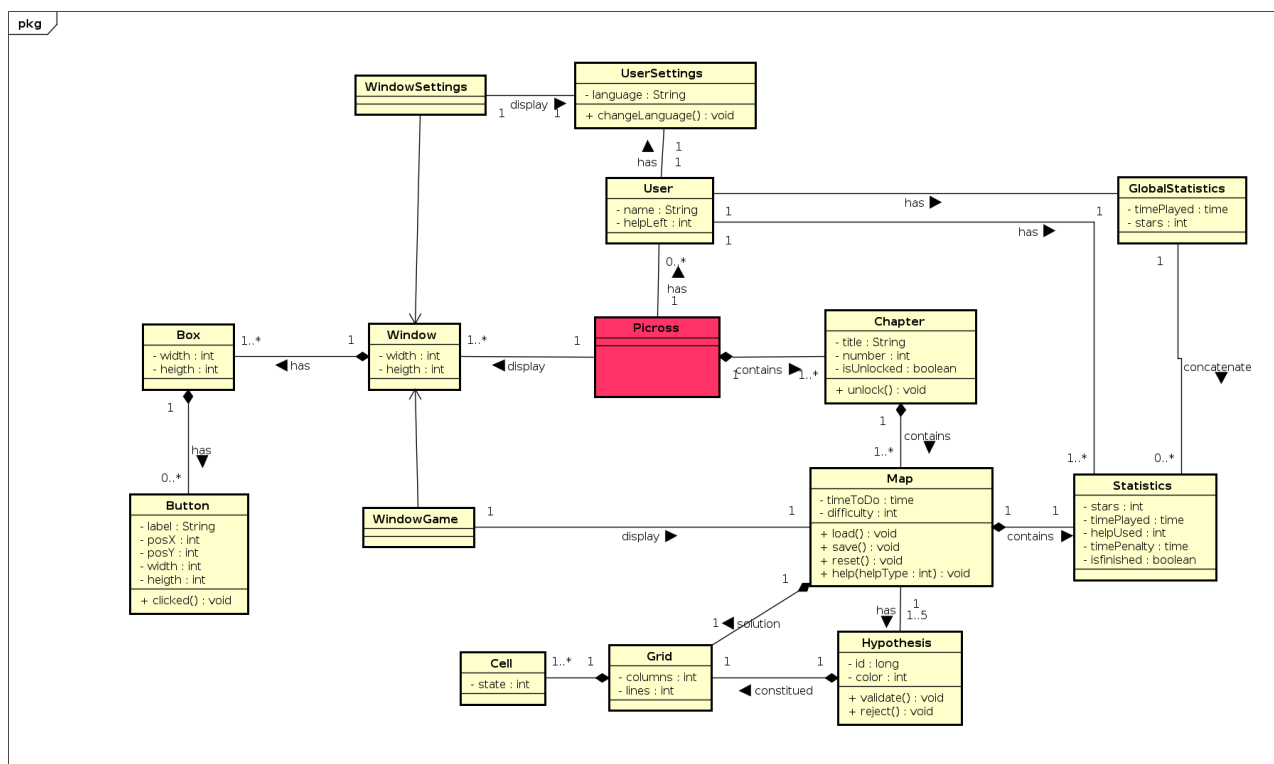 pkg
WindowSettings
display
1
1
UserSettings
- language : String
+ changeLanguage() : void
has
1
1
User
- name : String
- helpLeft : int
has
1
1
has
1
GlobalStatistics
- timePlayed : time
- stars : int
1
0..*
has
1
Box
- width : int
- heigth : int
1..*
1
has
Window
- width : int
- heigth : int
1..*
1
display
Picross
1
contains
1..*
Chapter
- title : String
- number : int
- isUnlocked : boolean
+ unlock() : void
concatenate
1
has
0..*
1
contains
1..*
1..*
0..*
Button
- label : String
- posX : int
- posY : int
- width : int
- heigth : int
+ clicked() : void
WindowGame
1
1
display
Map
- timeToDo : time
- difficulty : int
+ load() : void
+ save() : void
+ reset() : void
+ help(helpType : int) : void
1
1
contains
Statistics
- stars : int
- timePlayed : time
- helpUsed : int
- timePenalty : time
- isfinished : boolean
1
1
solution
has
1
1..5
Cell
- state : int
1..*
1
Grid
- columns : int
- lines : int
1
1
constitued
Hypothesis
- id : long
- color : int
+ validate() : void
+ reject() : void